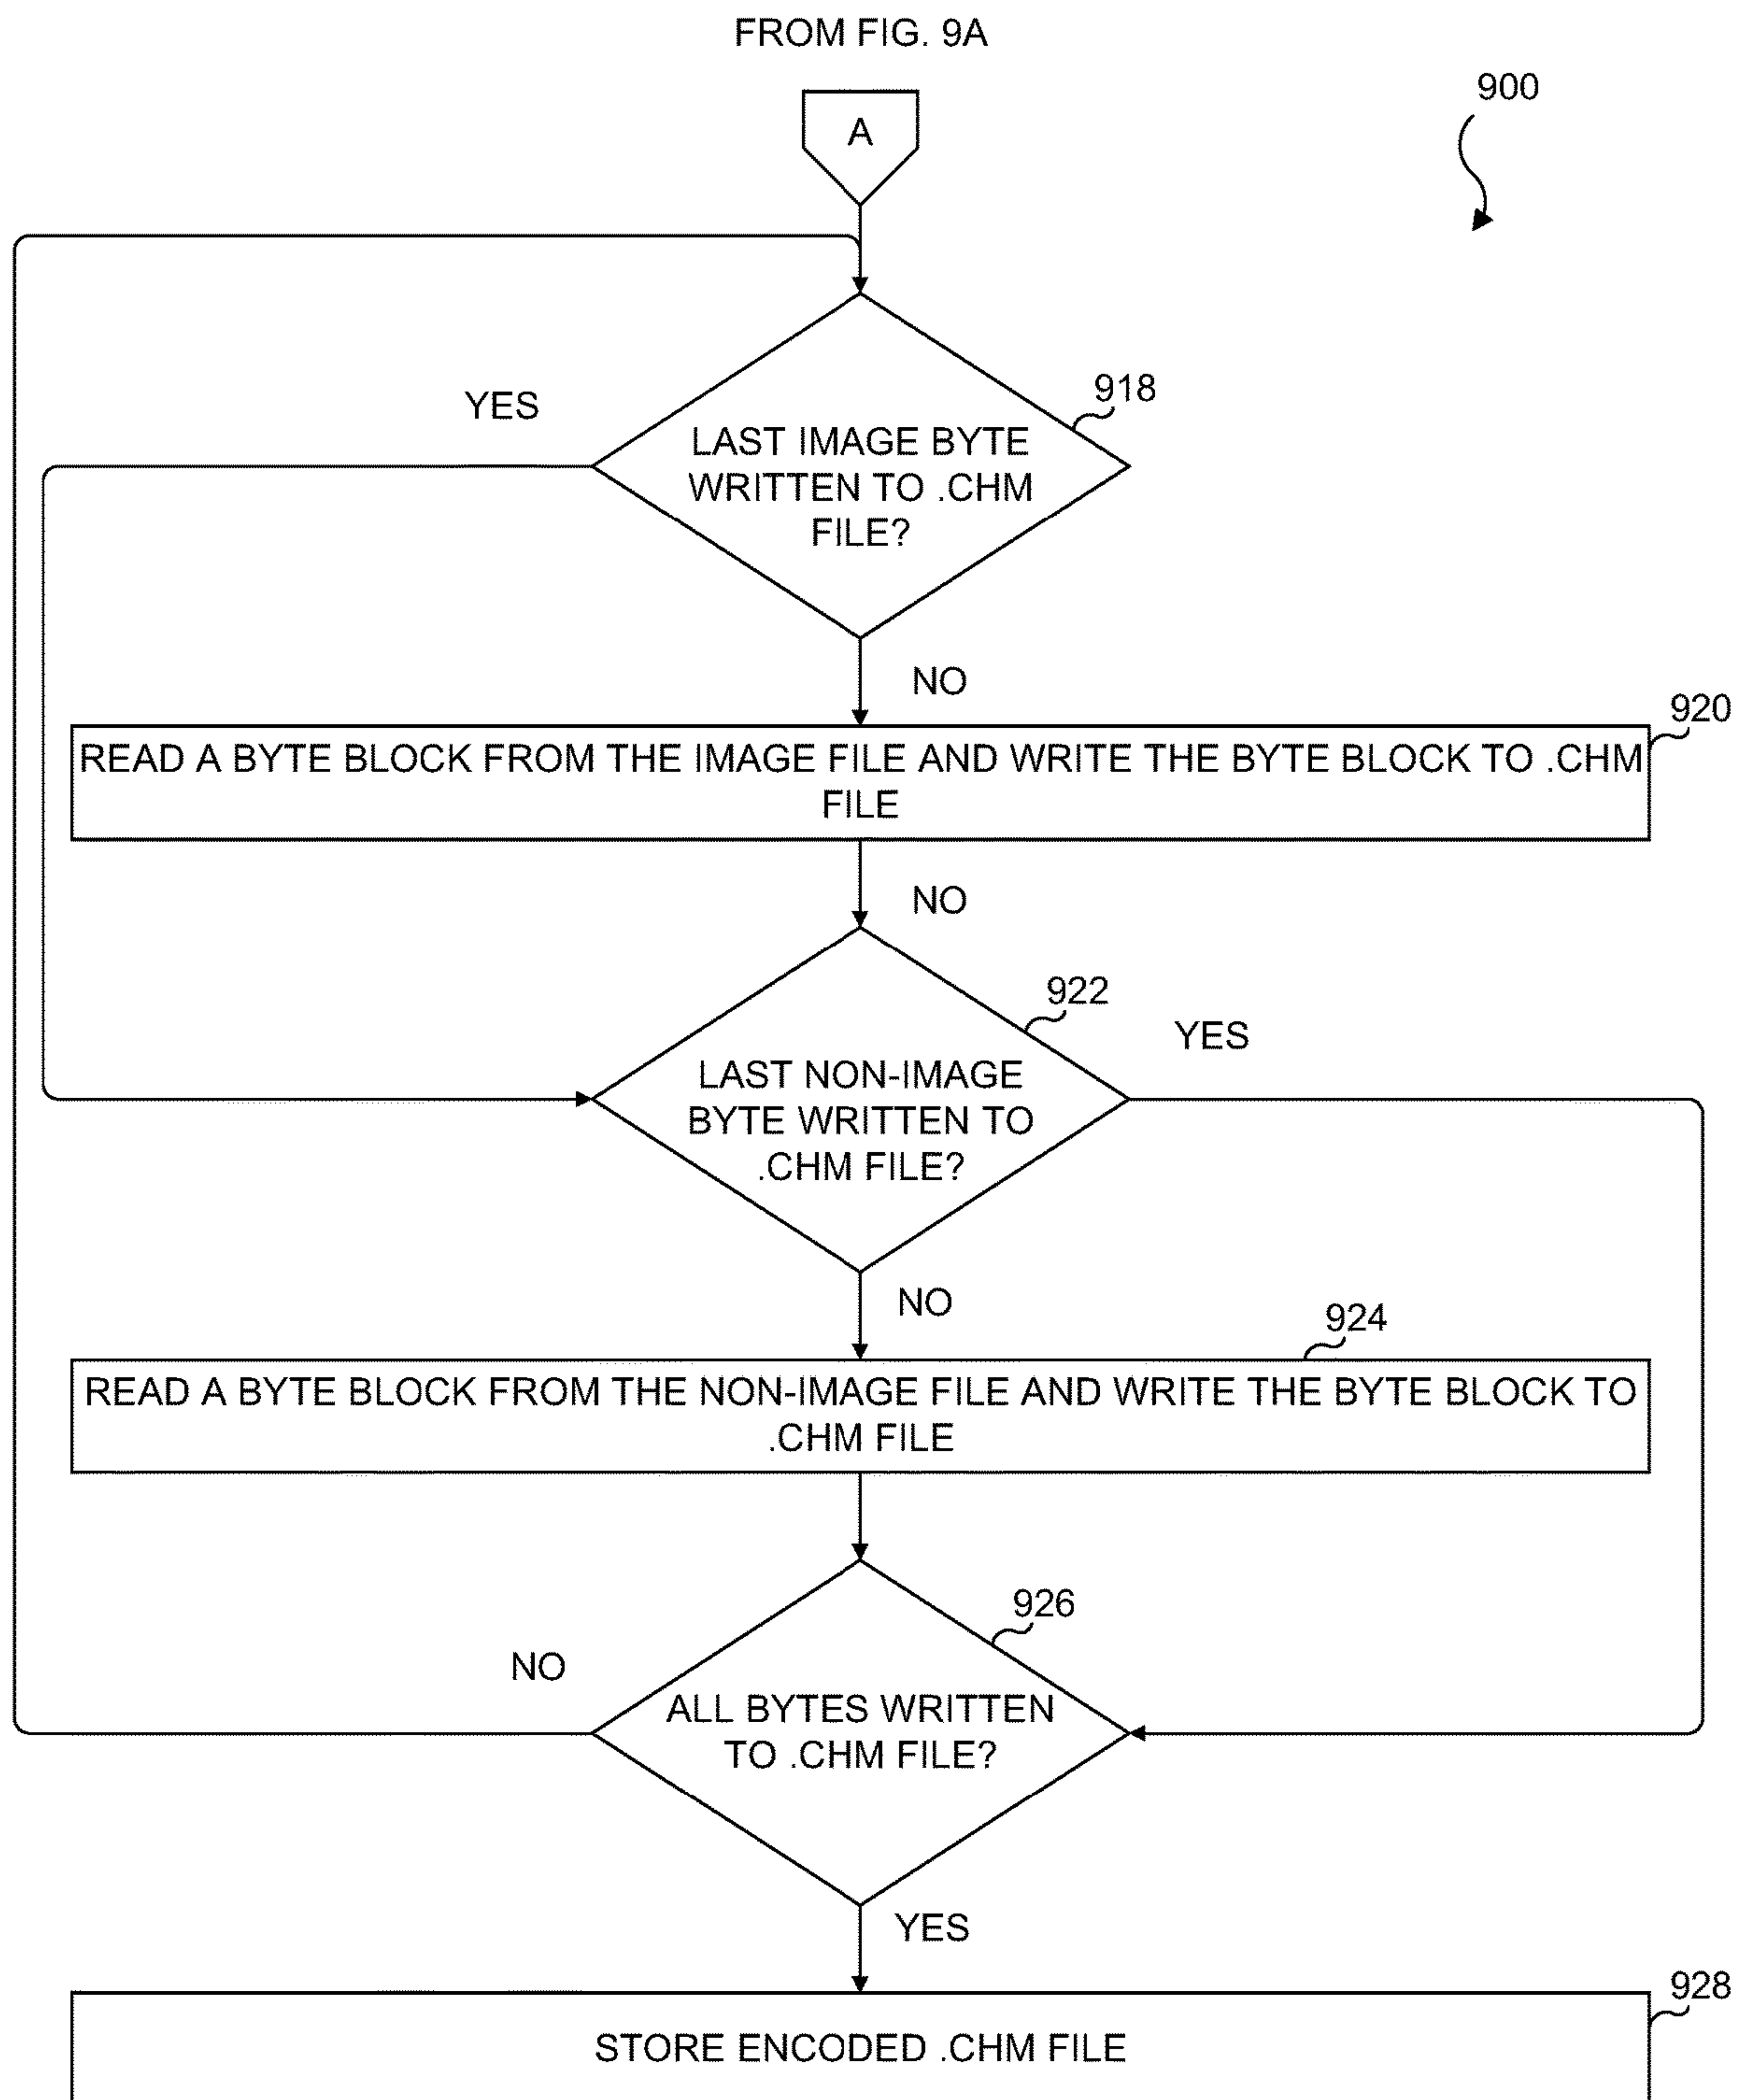 FROM FIG. 9A
900
A
918
YES
LAST IMAGE BYTE
WRITTEN TO .CHM
FILE?
NO
920
READ A BYTE BLOCK FROM THE IMAGE FILE AND WRITE THE BYTE BLOCK TO .CHM
FILE
NO
922
YES
LAST NON-IMAGE
BYTE WRITTEN TO
.CHM FILE?
NO
924
READ A BYTE BLOCK FROM THE NON-IMAGE FILE AND WRITE THE BYTE BLOCK TO
.CHM FILE
926
NO
ALL BYTES WRITTEN
TO .CHM FILE?
YES
928
STORE ENCODED .CHM FILE